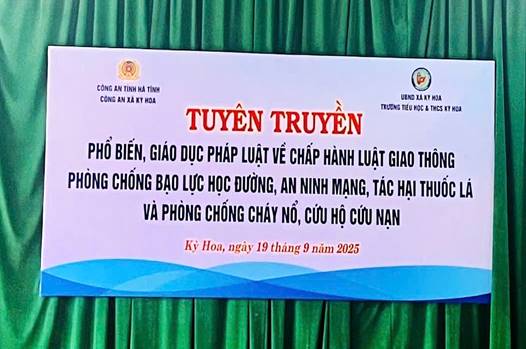 CÔNG AN TỈNH HÀ TĨNH
CÔNG AN XÃ KỲ HOA
UBND XÃ KỲ HOA
TRƯỜNG TIỂU HỌC & THCS KỲ HOA
TUYÊN TRUYỀN
PHỔ BIẾN, GIÁO DỤC PHÁP LUẬT VỀ CHẤP HÀNH LUẬT GIAO THÔNG
PHÒNG CHỐNG BẠO LỰC HỌC ĐƯỜNG, AN NINH MẠNG, TÁC HẠI THUỐC LÁ
VÀ PHÒNG CHỐNG CHÁY NỔ, CỨU HỘ CỨU NẠN
Kỳ Hoa, ngày 19 tháng 9 năm 2025